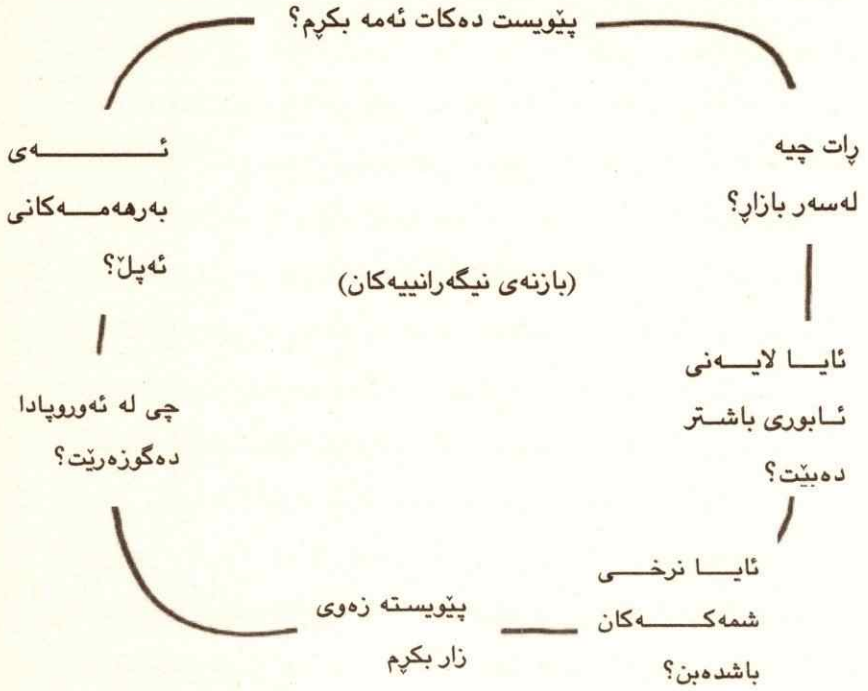 پێویست دەکات ئەمە بکڕم؟
ڕات چیە
لەسەر بازاڕ؟
ئایا لایەنی
ئابوری باشتر
دەبێت؟
ئایا نرخی
شمەکەکان
باشدەبن؟
پێویستە زەوی
زار بکڕم
چی لە ئەوروپادا
دەگوزەرێت؟
ئەی
بەرهەمەکانی
ئەپڵ؟
(بازنەی نیگەرانییەکان)